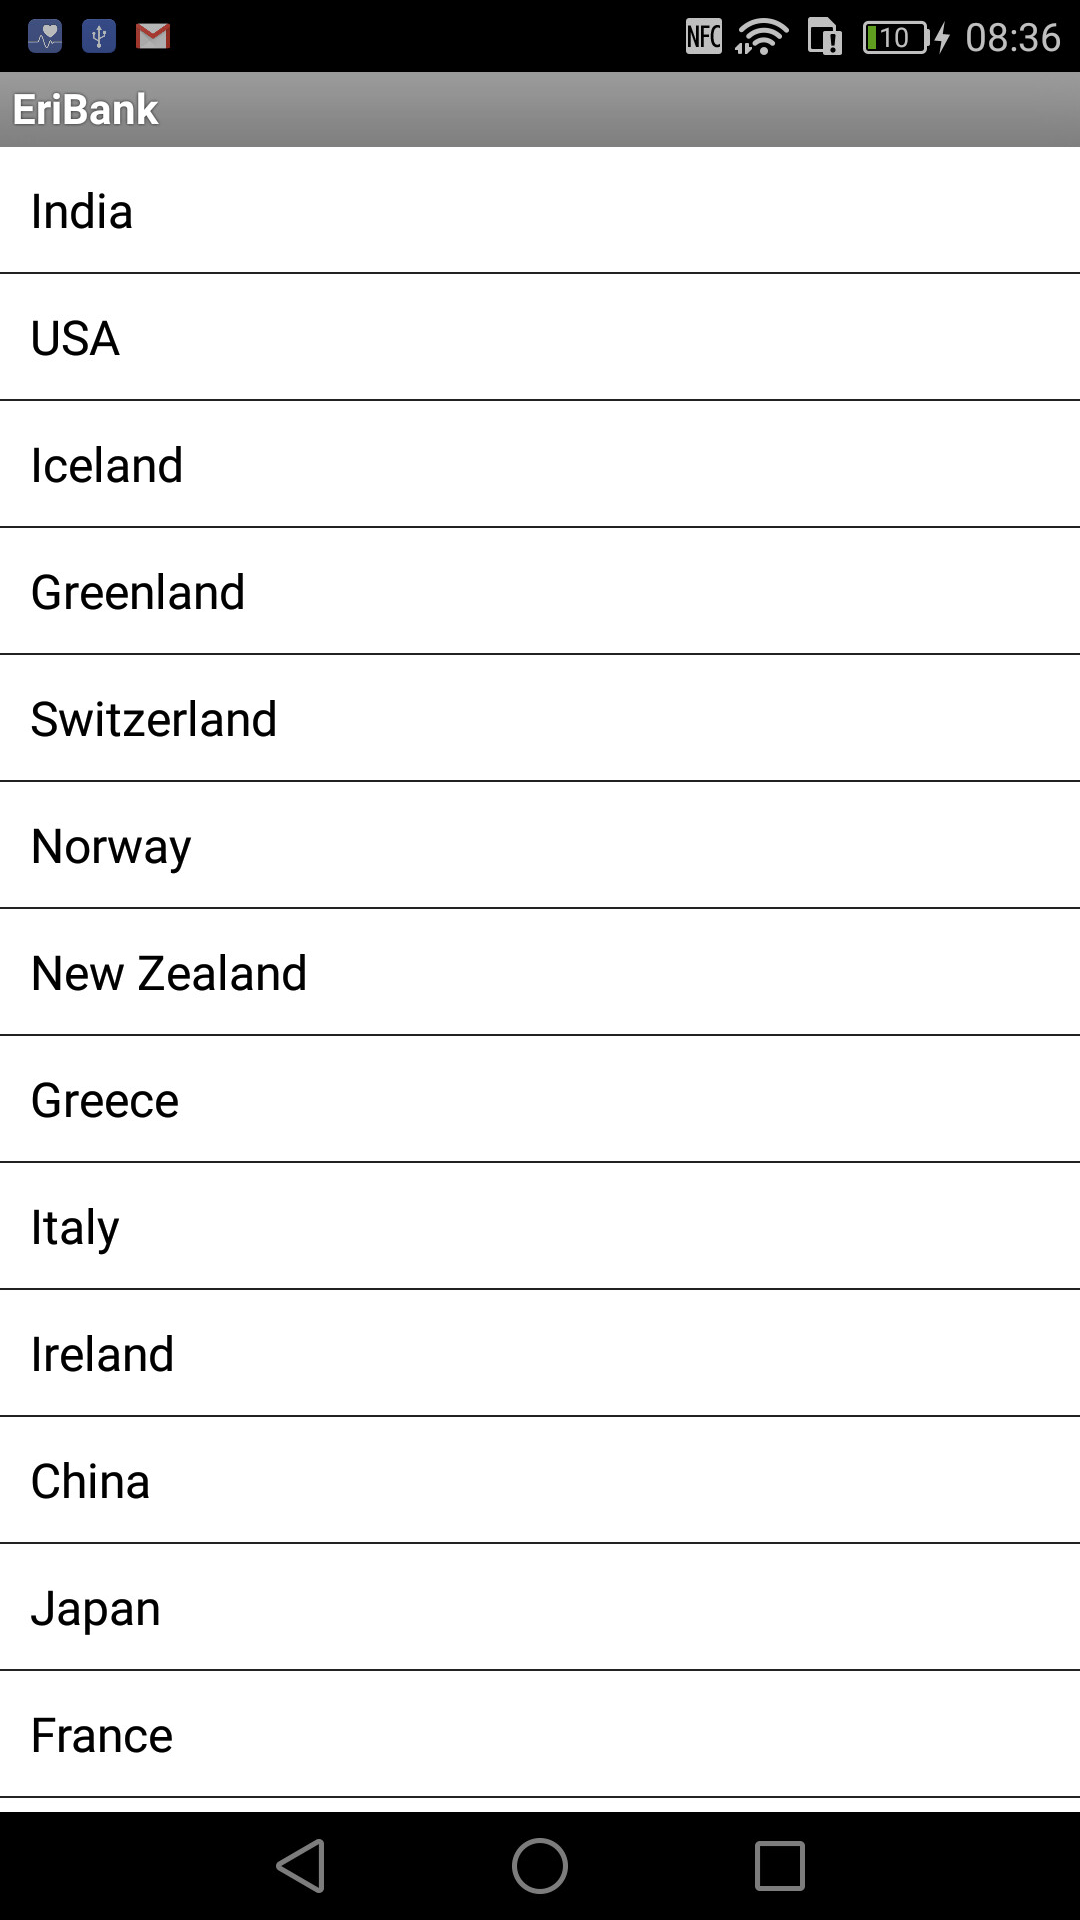 NFC 10 08:36
EriBank
India
USA
Iceland
Greenland
Switzerland
Norway
New Zealand
Greece
Italy
Ireland
China
Japan
France